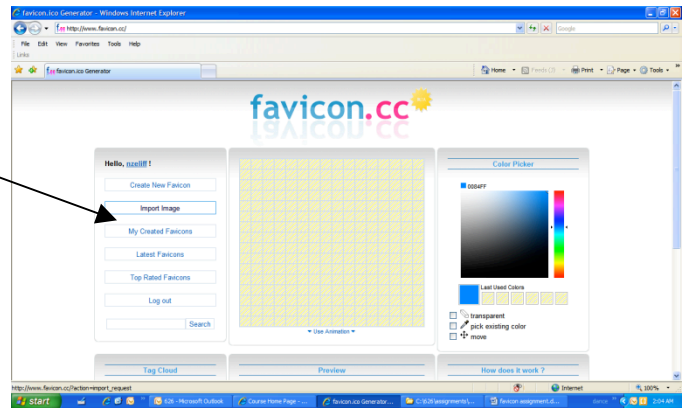 favicon.ico Generator - Windows Internet Explorer
http://www.favicon.cc/
Google
File Edit View Favorites Tools Help
Links
favicon.ico Generator
Home Feeds Print Page Tools
favicon.cc
Hello, nzeliff !
Create New Favicon
Import Image
My Created Favicons
Latest Favicons
Top Rated Favicons
Log out
Search
Use Animation
Color Picker
0084FF
Last Used Colors
transparent
pick existing color
move
Tag Cloud
Preview
How does it work ?
http://www.favicon.cc/?action=import_request
Internet
100%
start
626 - Microsoft Outlook
Course Home Page - ...
favicon.ico Generator...
C:\626\assignments\...
favicon assignment.d...
2:04 AM